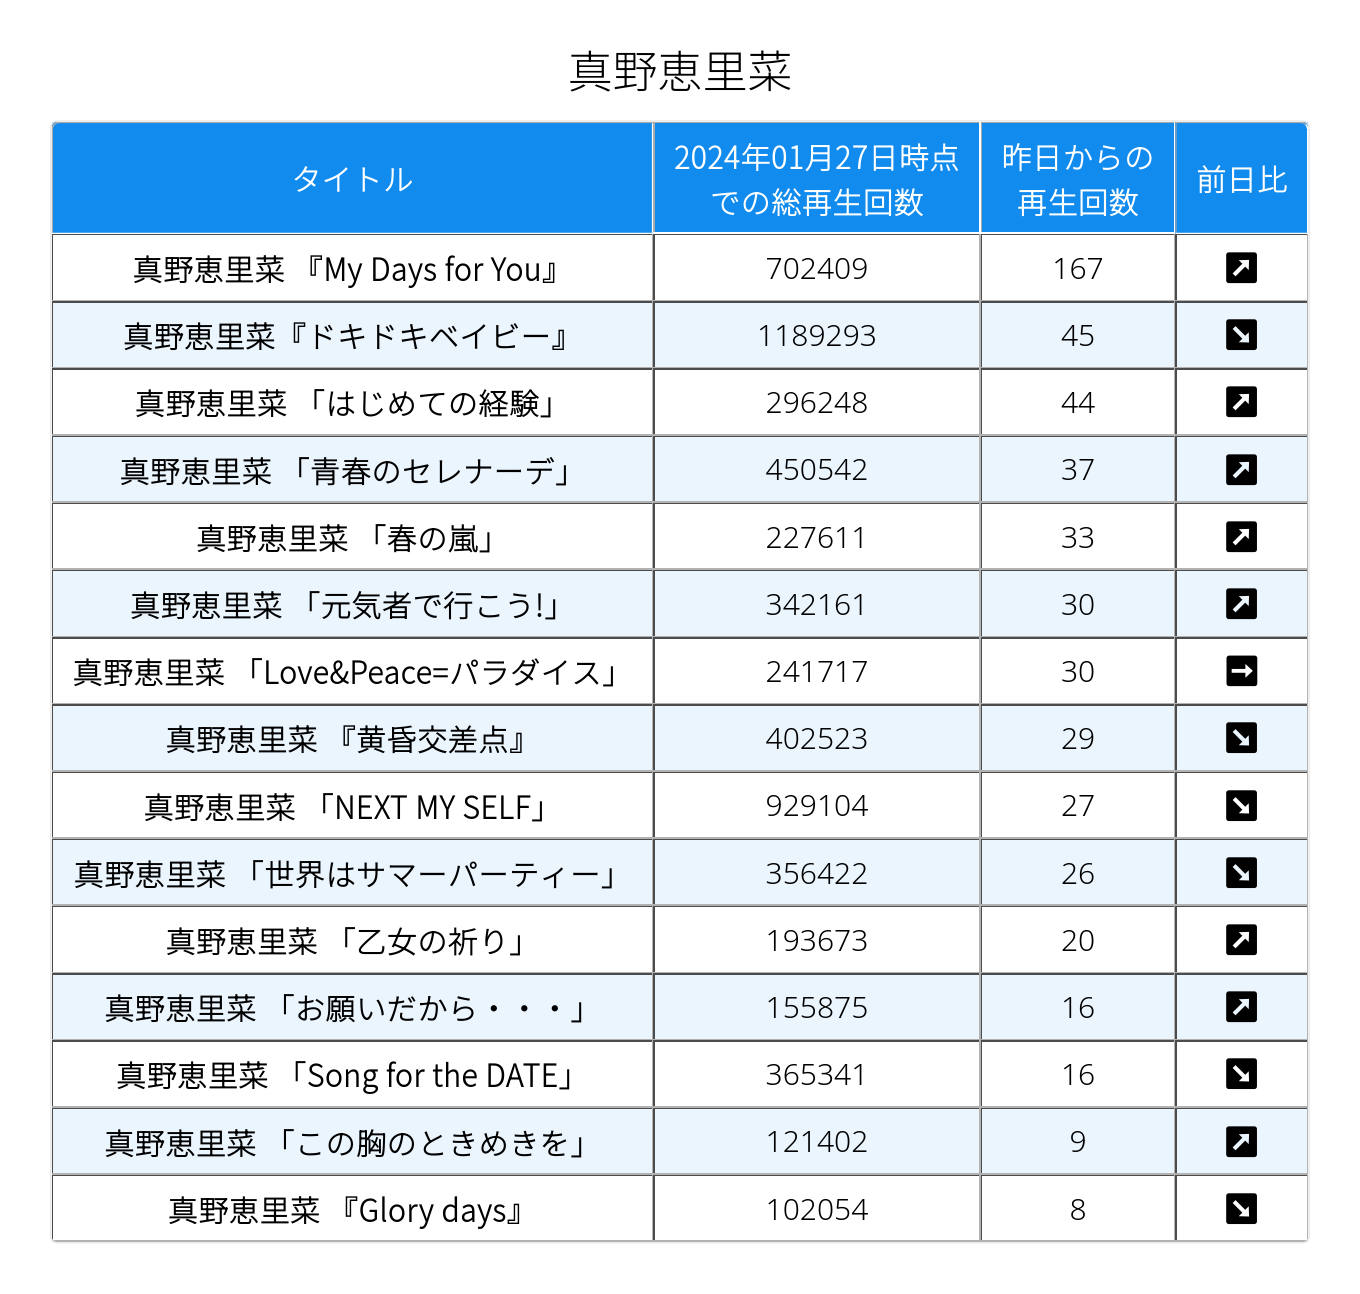 真野恵里菜
タイトル 2024年01月27日時点での総再生回数 昨日からの再生回数 前日比
真野恵里菜 『My Days for You』 702409 167 ↗
真野恵里菜『ドキドキベイビー』 1189293 45 ↘
真野恵里菜 「はじめての経験」 296248 44 ↗
真野恵里菜 「青春のセレナーデ」 450542 37 ↗
真野恵里菜 「春の嵐」 227611 33 ↗
真野恵里菜 「元気者で行こう!」 342161 30 ↗
真野恵里菜 「Love&Peace=パラダイス」 241717 30 →
真野恵里菜 『黄昏交差点』 402523 29 ↘
真野恵里菜 「NEXT MY SELF」 929104 27 ↘
真野恵里菜 「世界はサマーパーティー」 356422 26 ↘
真野恵里菜 「乙女の祈り」 193673 20 ↗
真野恵里菜 「お願いだから・・・」 155875 16 ↗
真野恵里菜 「Song for the DATE」 365341 16 ↘
真野恵里菜 「この胸のときめきを」 121402 9 ↗
真野恵里菜 『Glory days』 102054 8 ↘